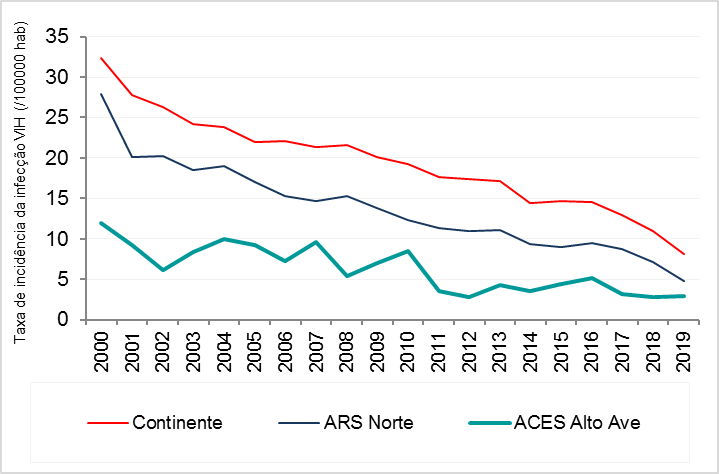 Taxa de incidência da infecção VIH (/100000 hab)
35
30
25
20
15
10
5
0
2000 2001 2002 2003 2004 2005 2006 2007 2008 2009 2010 2011 2012 2013 2014 2015 2016 2017 2018 2019
Continente ARS Norte ACES Alto Ave